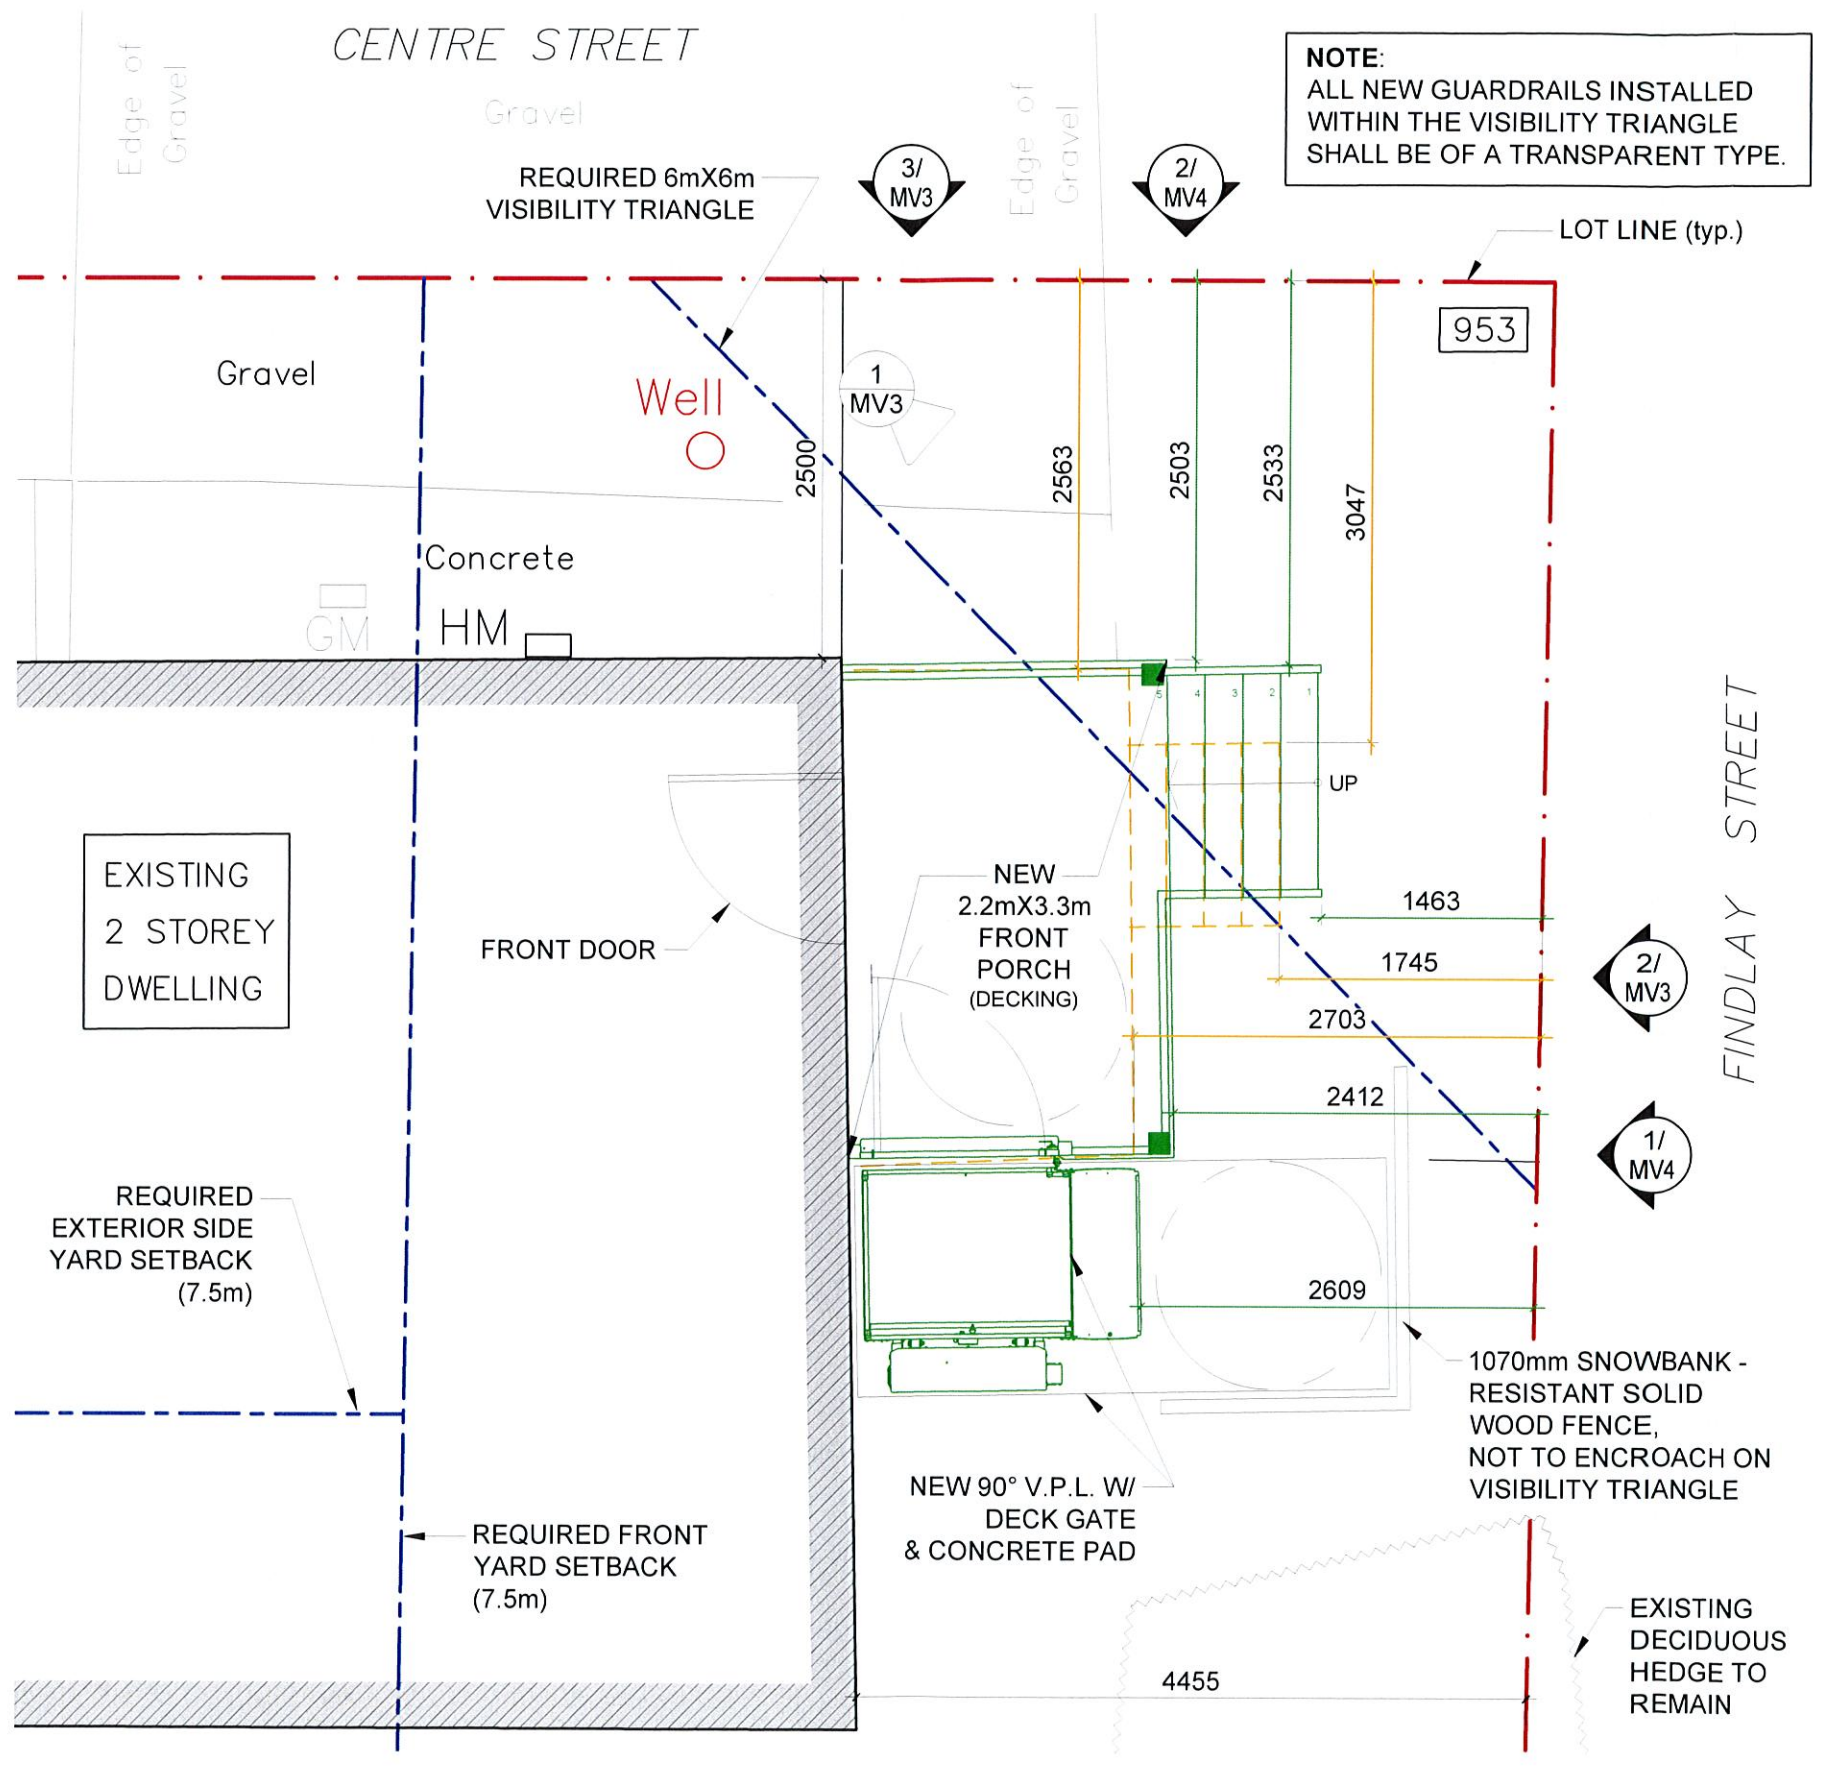 CENTRE STREET
Edge of
Gravel
Gravel
Edge of
Gravel
NOTE:
ALL NEW GUARDRAILS INSTALLED
WITHIN THE VISIBILITY TRIANGLE
SHALL BE OF A TRANSPARENT TYPE.
REQUIRED 6mX6m
VISIBILITY TRIANGLE
3/
MV3
2/
MV4
LOT LINE (typ.)
953
Gravel
Well
1
MV3
2500
2563
2503
2533
3047
Concrete
GM
HM
5
4
3
2
1
UP
EXISTING
2 STOREY
DWELLING
FRONT DOOR
NEW
2.2mX3.3m
FRONT
PORCH
(DECKING)
1463
1745
2703
2412
2609
FINDLAY STREET
2/
MV3
1/
MV4
REQUIRED
EXTERIOR SIDE
YARD SETBACK
(7.5m)
1070mm SNOWBANK -
RESISTANT SOLID
WOOD FENCE,
NOT TO ENCROACH ON
VISIBILITY TRIANGLE
NEW 90° V.P.L. W/
DECK GATE
& CONCRETE PAD
REQUIRED FRONT
YARD SETBACK
(7.5m)
EXISTING
DECIDUOUS
HEDGE TO
REMAIN
4455